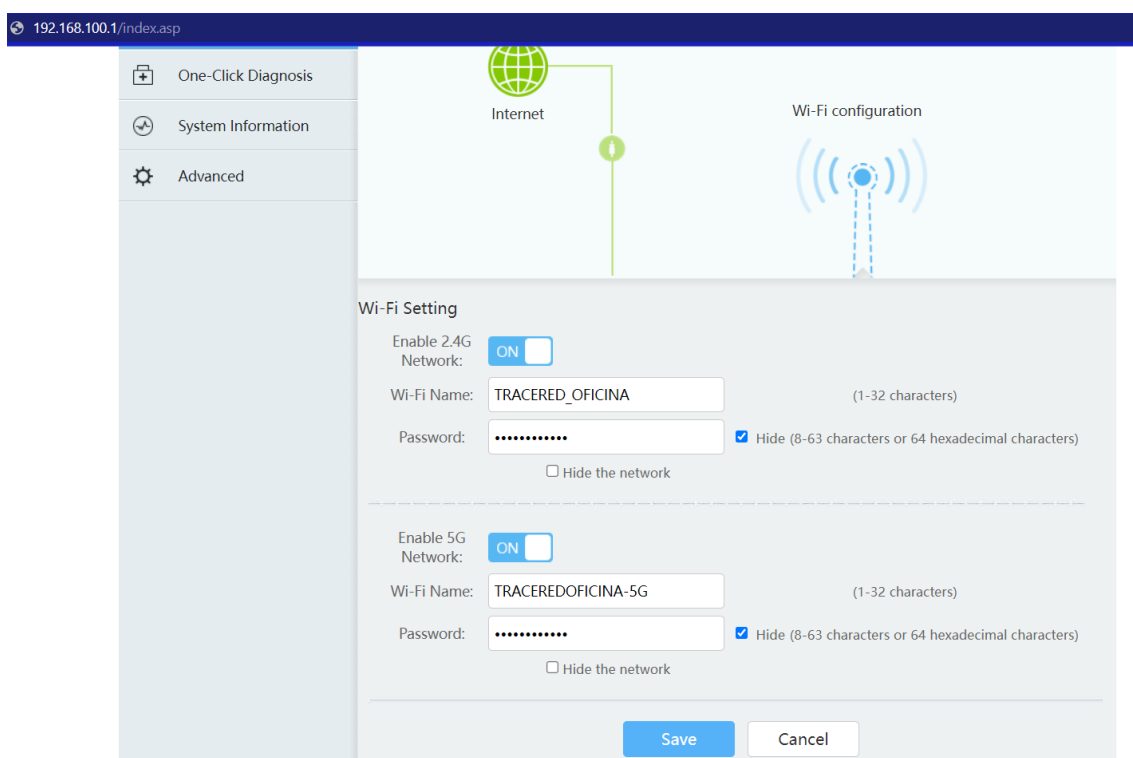 192.168.100.1/index.asp
One-Click Diagnosis
System Information
Advanced
Internet
Wi-Fi configuration
Wi-Fi Setting
Enable 2.4G
Network:
ON
Wi-Fi Name:
TRACERED_OFICINA
(1-32 characters)
Password:
••••••••••••
Hide (8-63 characters or 64 hexadecimal characters)
Hide the network
Enable 5G
Network:
ON
Wi-Fi Name:
TRACEREDOFICINA-5G
(1-32 characters)
Password:
••••••••••••
Hide (8-63 characters or 64 hexadecimal characters)
Hide the network
Save
Cancel